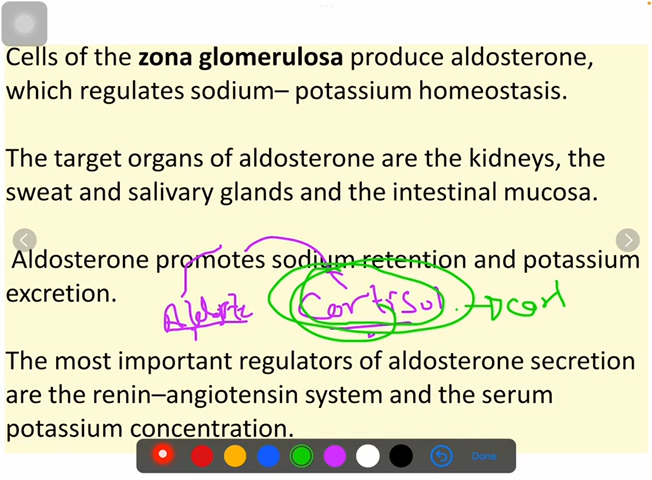 Cells of the zona glomerulosa produce aldosterone,
which regulates sodium– potassium homeostasis.
The target organs of aldosterone are the kidneys, the
sweat and salivary glands and the intestinal mucosa.
Aldosterone promotes sodium retention and potassium
excretion.
Cortisol
The most important regulators of aldosterone secretion
are the renin–angiotensin system and the serum
potassium concentration.
Done